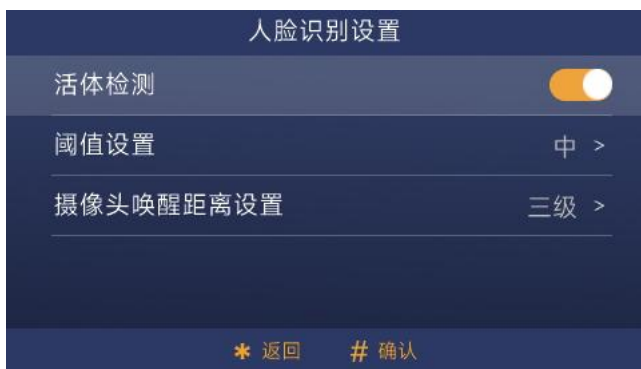 人脸识别设置
活体检测
阈值设置 中 >
摄像头唤醒距离设置 三级 >
* 返回 # 确认